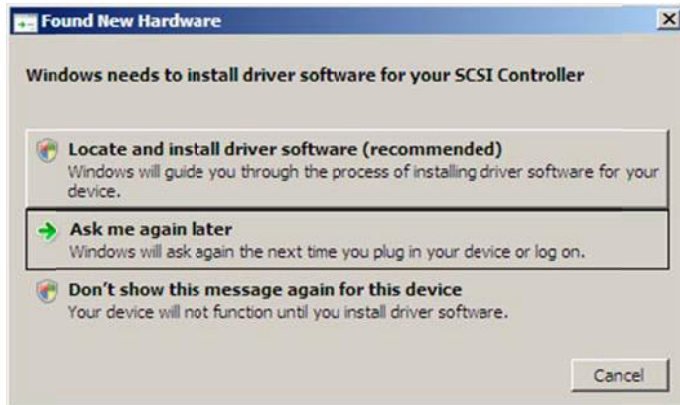 Found New Hardware
Windows needs to install driver software for your SCSI Controller
Locate and install driver software (recommended)
Windows will guide you through the process of installing driver software for your
device.
Ask me again later
Windows will ask again the next time you plug in your device or log on.
Don't show this message again for this device
Your device will not function until you install driver software.
Cancel